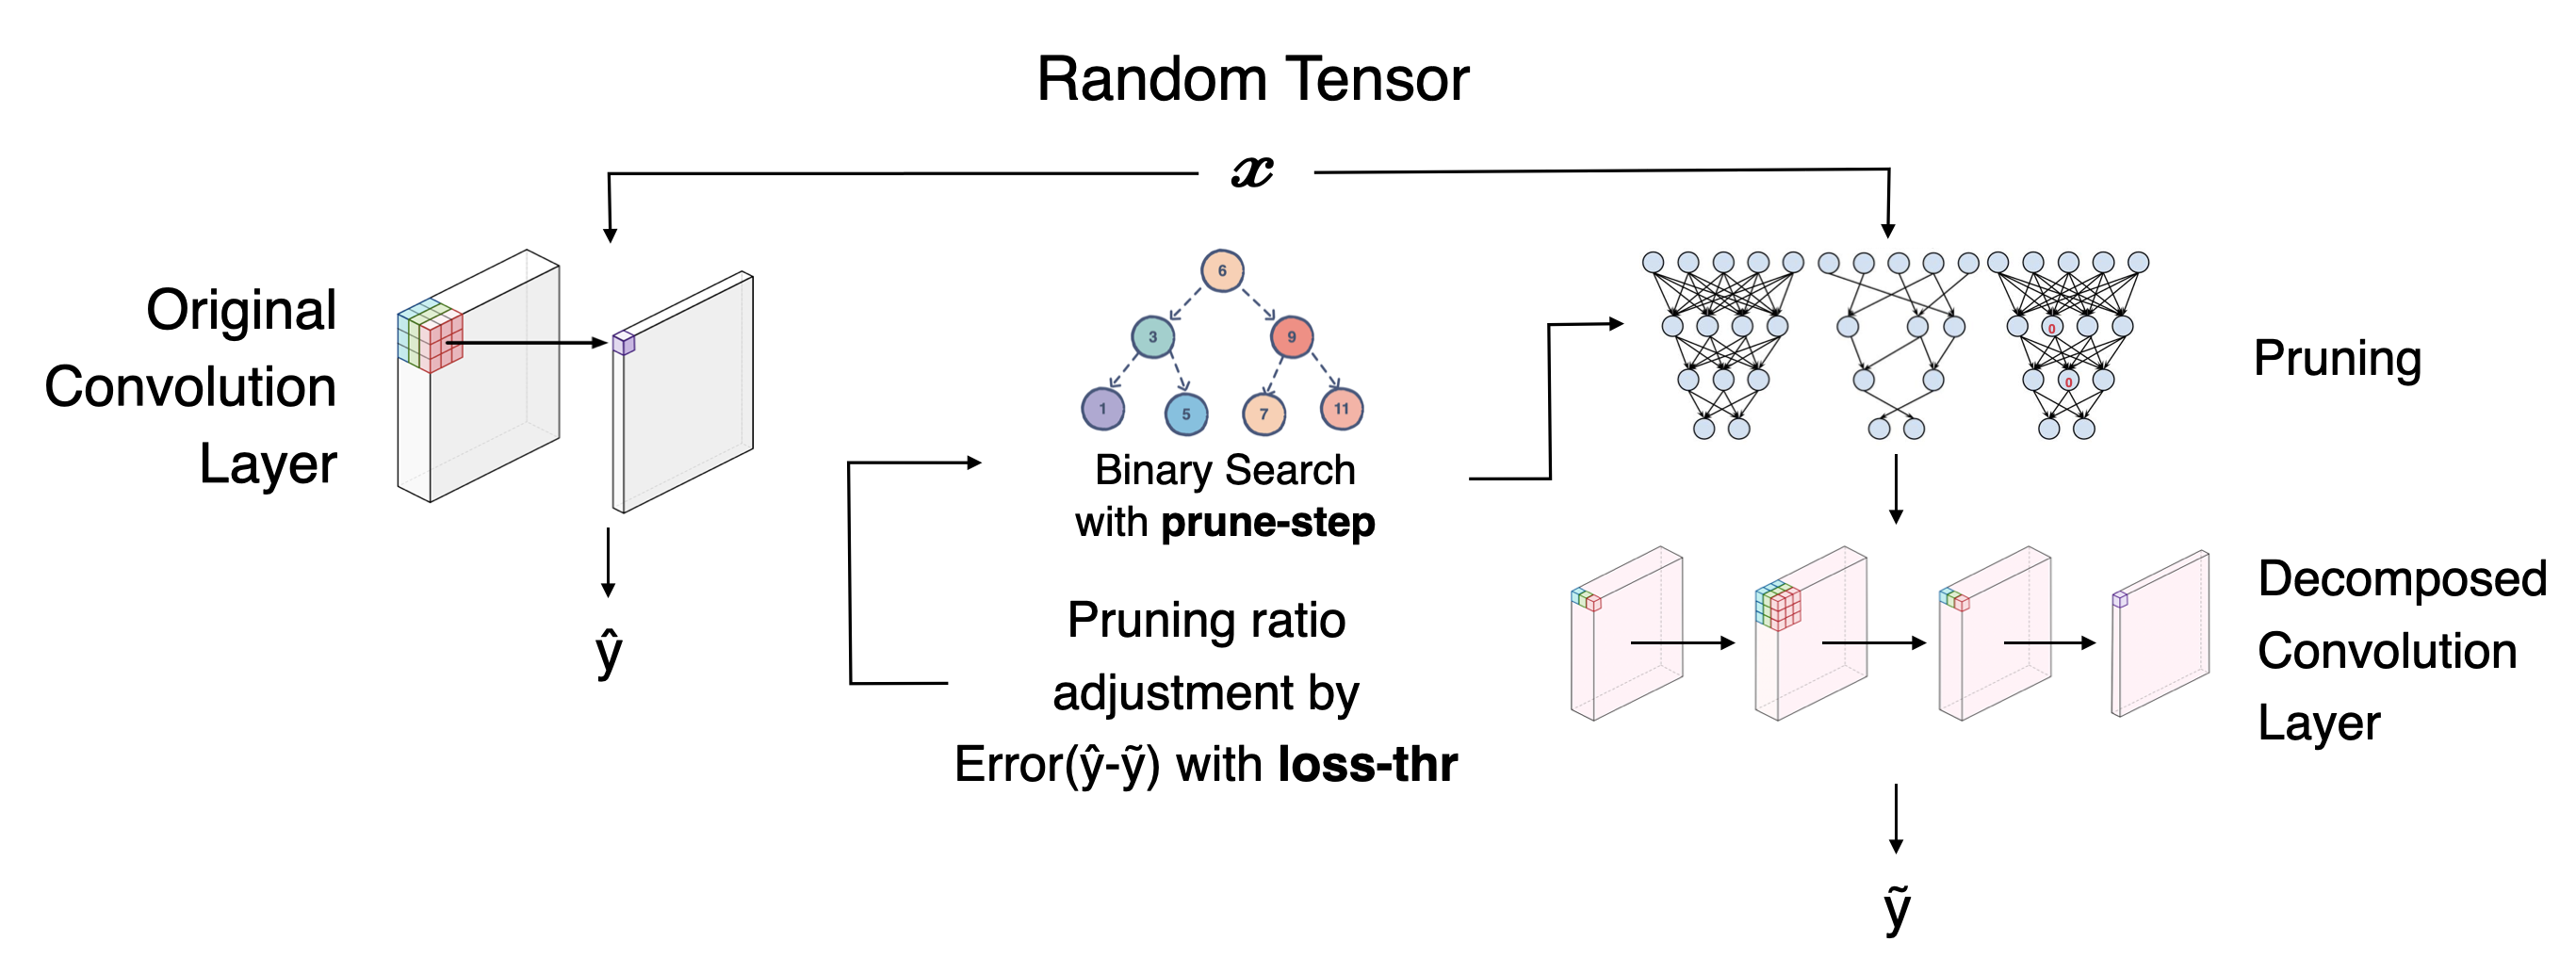 Random Tensor
x
Original
Convolution
Layer
ŷ
6
3
9
1
5
7
11
Binary Search
with prune-step
Pruning ratio
adjustment by
Error(ŷ-ỹ) with loss-thr
0
0
Pruning
Decomposed
Convolution
Layer
ỹ